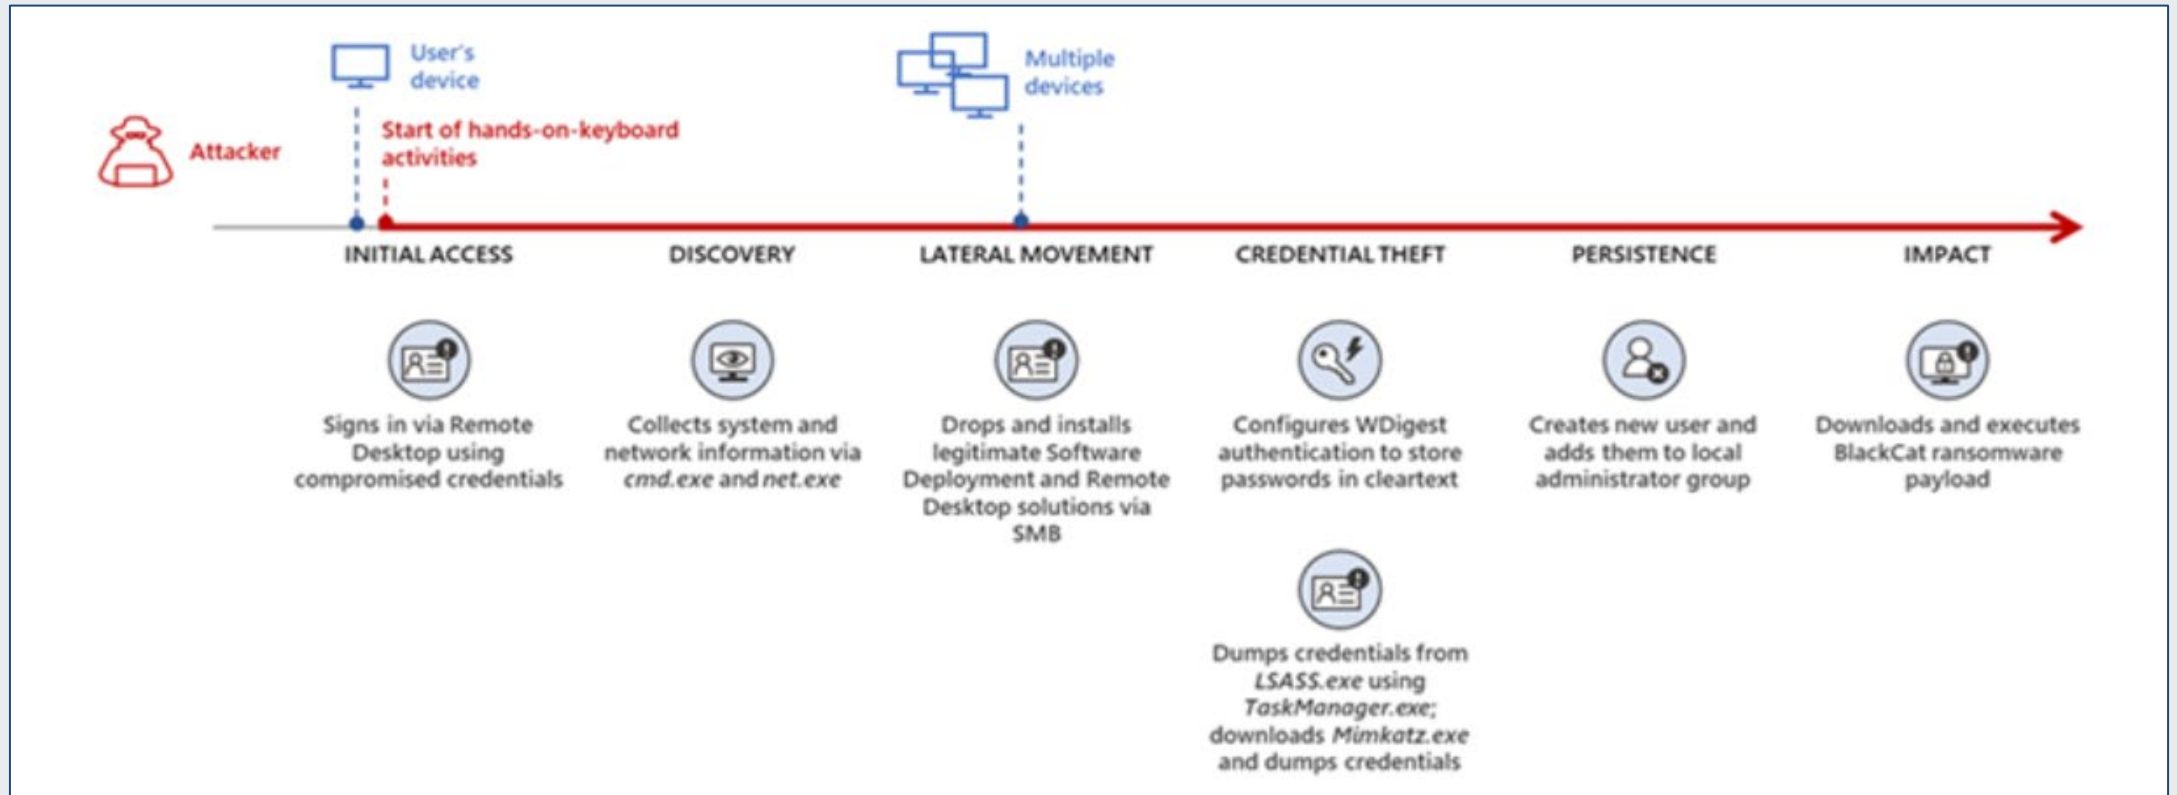 User's
device
Multiple
devices
Attacker
Start of hands-on-keyboard
activities
INITIAL ACCESS
DISCOVERY
LATERAL MOVEMENT
CREDENTIAL THEFT
PERSISTENCE
IMPACT
Signs in via Remote
Desktop using
compromised credentials
Collects system and
network information via
cmd.exe and net.exe
Drops and installs
legitimate Software
Deployment and Remote
Desktop solutions via
SMB
Configures WDigest
authentication to store
passwords in cleartext
Creates new user and
adds them to local
administrator group
Downloads and executes
BlackCat ransomware
payload
Dumps credentials from
LSASS.exe using
TaskManager.exe;
downloads Mimkatz.exe
and dumps credentials